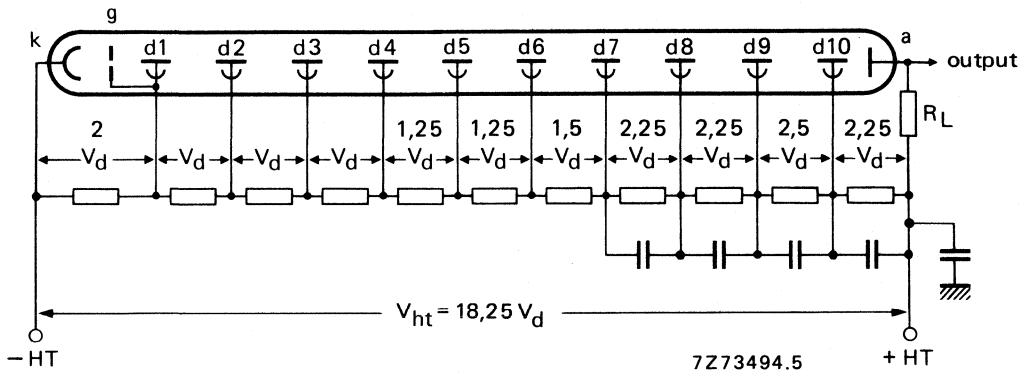 g
k d1 d2 d3 d4 d5 d6 d7 d8 d9 d10 a
output
R_L
2 1,25 1,25 1,5 2,25 2,25 2,5 2,25
V_d V_d V_d V_d V_d V_d V_d V_d V_d V_d V_d
V_ht = 18,25 V_d
− HT + HT
7Z73494.5